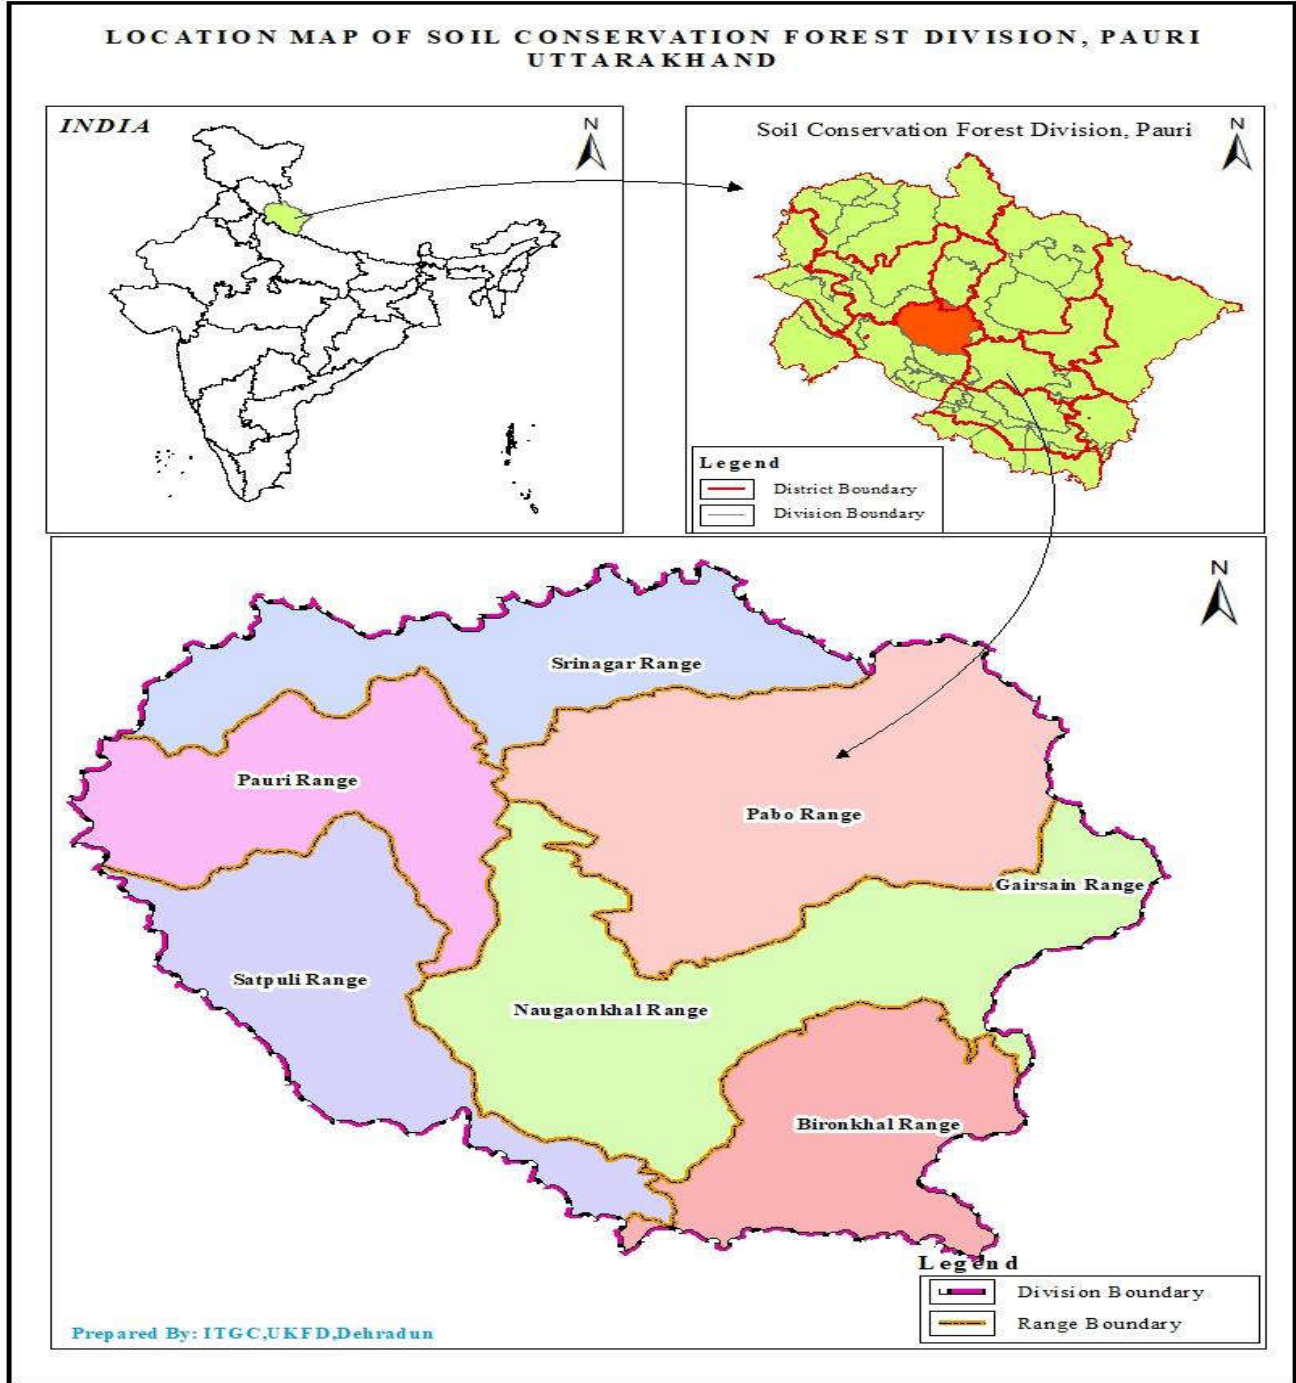 LOCATION MAP OF SOIL CONSERVATION FOREST DIVISION, PAURI
UTTARAKHAND
INDIA
N
Soil Conservation Forest Division, Pauri
N
Legend
District Boundary
Division Boundary
N
Srinagar Range
Pauri Range
Pabo Range
Gairsain Range
Satpuli Range
Naugaonkhal Range
Bironkhal Range
Legend
Division Boundary
Range Boundary
Prepared By: ITGC,UKFD,Dehradun